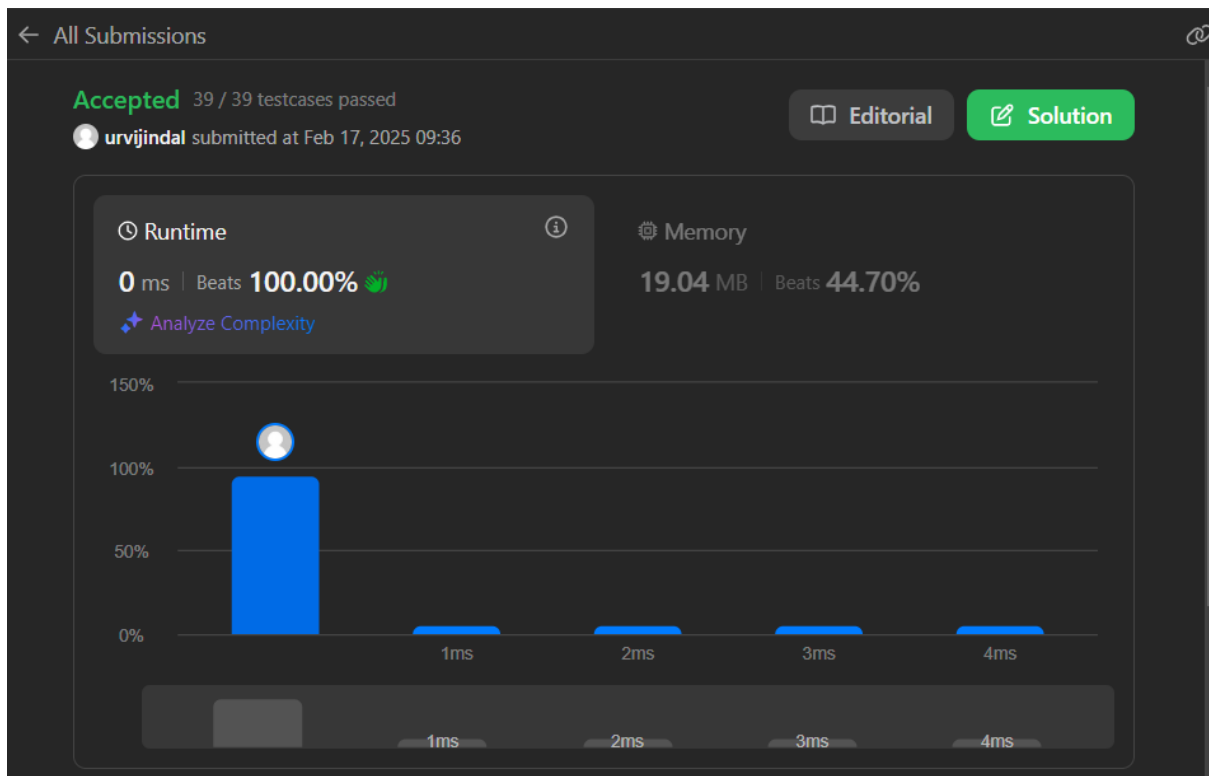 All Submissions
Accepted 39 / 39 testcases passed
urvijindal submitted at Feb 17, 2025 09:36
Editorial
Solution
Runtime
0 ms | Beats 100.00%
Analyze Complexity
Memory
19.04 MB | Beats 44.70%
150%
100%
50%
0%
1ms 2ms 3ms 4ms
1ms 2ms 3ms 4ms